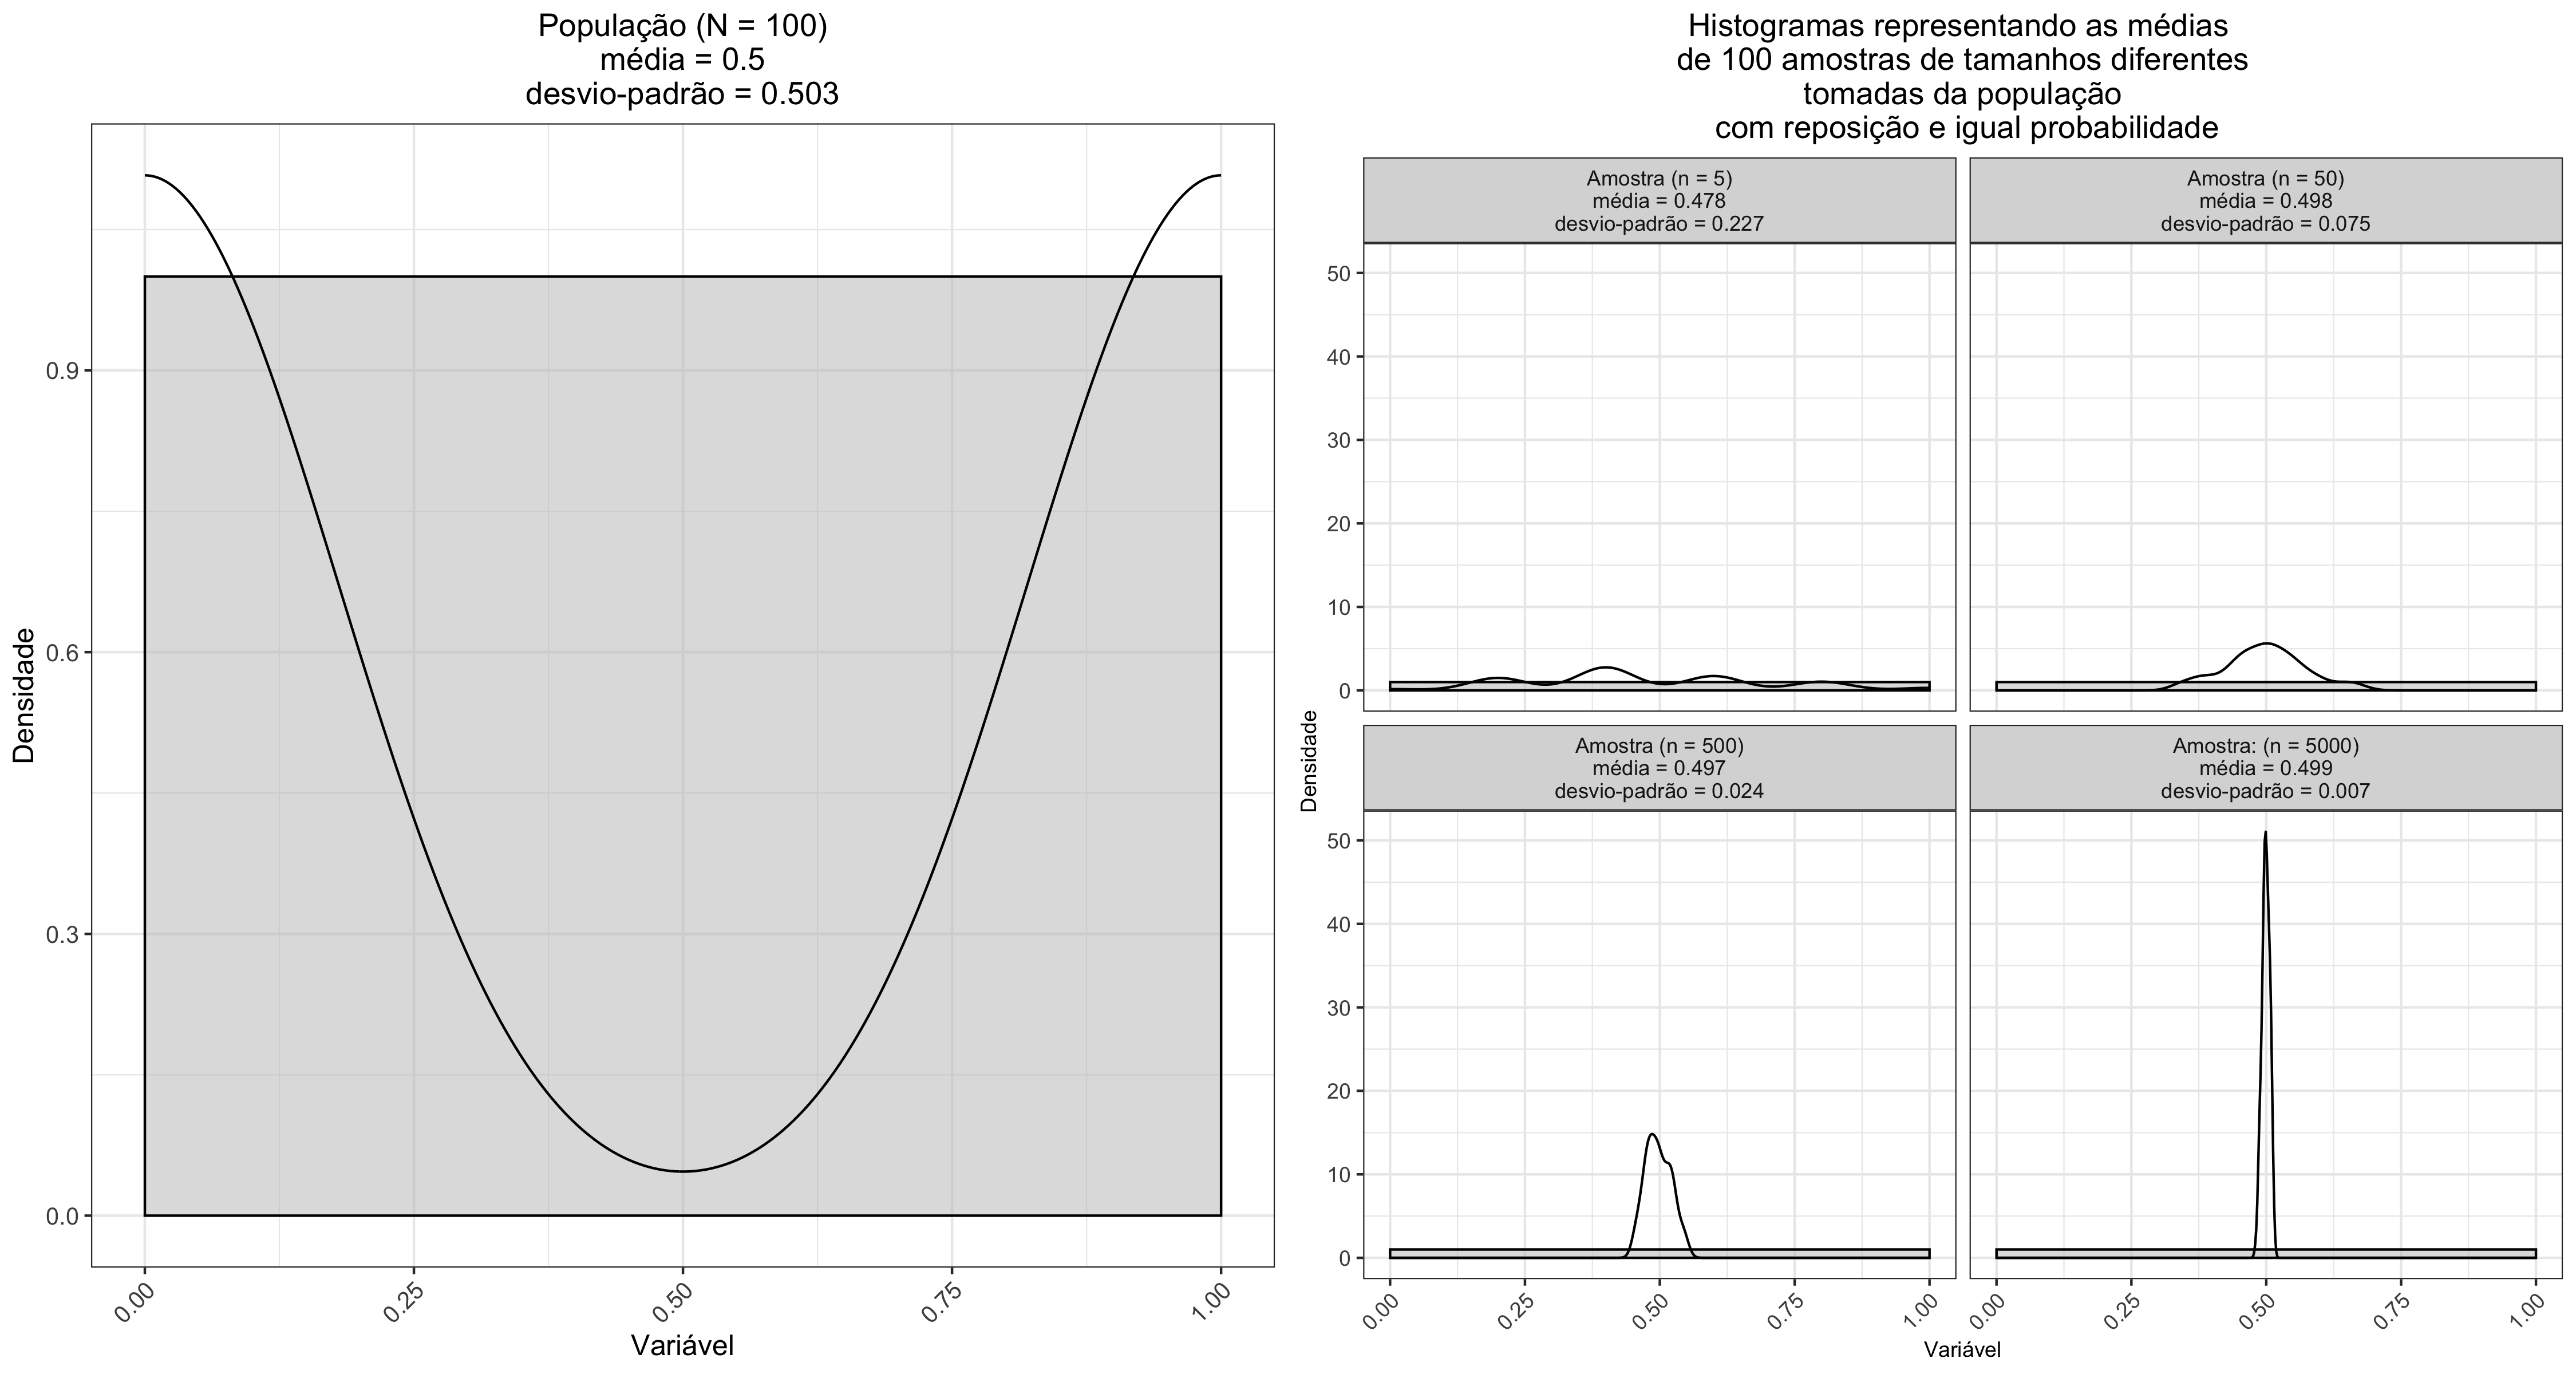 População (N = 100)
média = 0.5
desvio-padrão = 0.503
Densidade
0.9
0.6
0.3
0.0
0.00
0.25
0.50
0.75
1.00
Variável
Histogramas representando as médias
de 100 amostras de tamanhos diferentes
tomadas da população
com reposição e igual probabilidade
Densidade
Amostra (n = 5)
média = 0.478
desvio-padrão = 0.227
Amostra (n = 50)
média = 0.498
desvio-padrão = 0.075
50
40
30
20
10
0
Amostra (n = 500)
média = 0.497
desvio-padrão = 0.024
Amostra: (n = 5000)
média = 0.499
desvio-padrão = 0.007
50
40
30
20
10
0
0.00
0.25
0.50
0.75
1.00
0.00
0.25
0.50
0.75
1.00
Variável